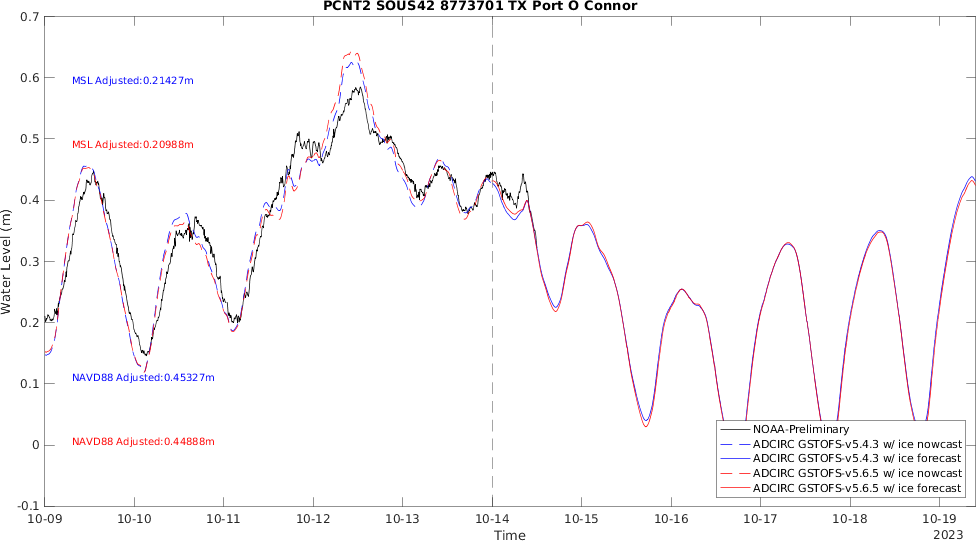 PCNT2 SOUS42 8773701 TX Port O Connor
0.7
0.6
0.5
0.4
0.3
0.2
0.1
0
-0.1
Water Level (m)
MSL Adjusted:0.21427m
MSL Adjusted:0.20988m
NAVD88 Adjusted:0.45327m
NAVD88 Adjusted:0.44888m
NOAA-Preliminary
ADCIRC GSTOFS-v5.4.3 w/ ice nowcast
ADCIRC GSTOFS-v5.4.3 w/ ice forecast
ADCIRC GSTOFS-v5.6.5 w/ ice nowcast
ADCIRC GSTOFS-v5.6.5 w/ ice forecast
10-09 10-10 10-11 10-12 10-13 10-14 10-15 10-16 10-17 10-18 10-19
Time
2023